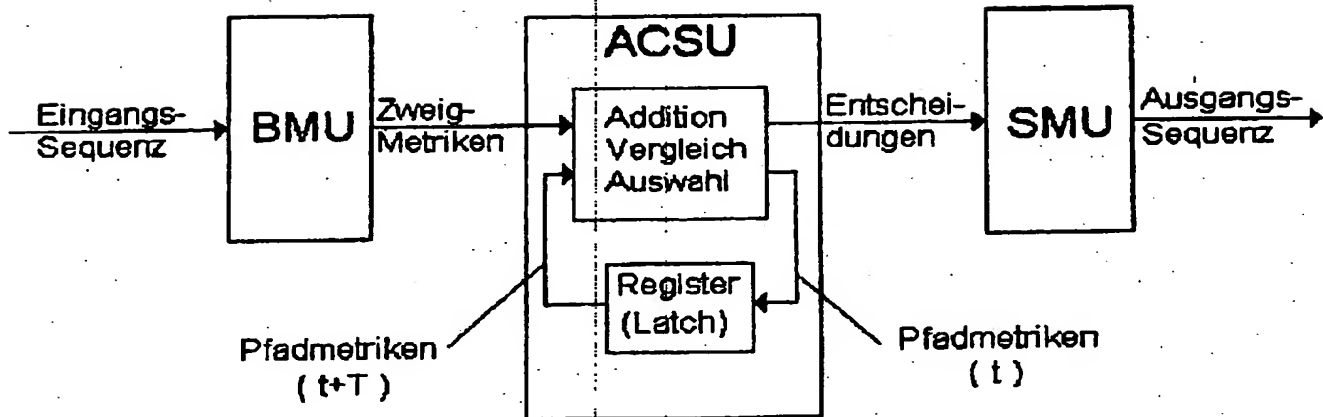 ACSU
Eingangs-
Sequenz
BMU
Zweig-
Metriken
Addition
Vergleich
Auswahl
Entschei-
dungen
SMU
Ausgangs-
Sequenz
Register
(Latch)
Pfadmetriken
( t+T )
Pfadmetriken
( t )